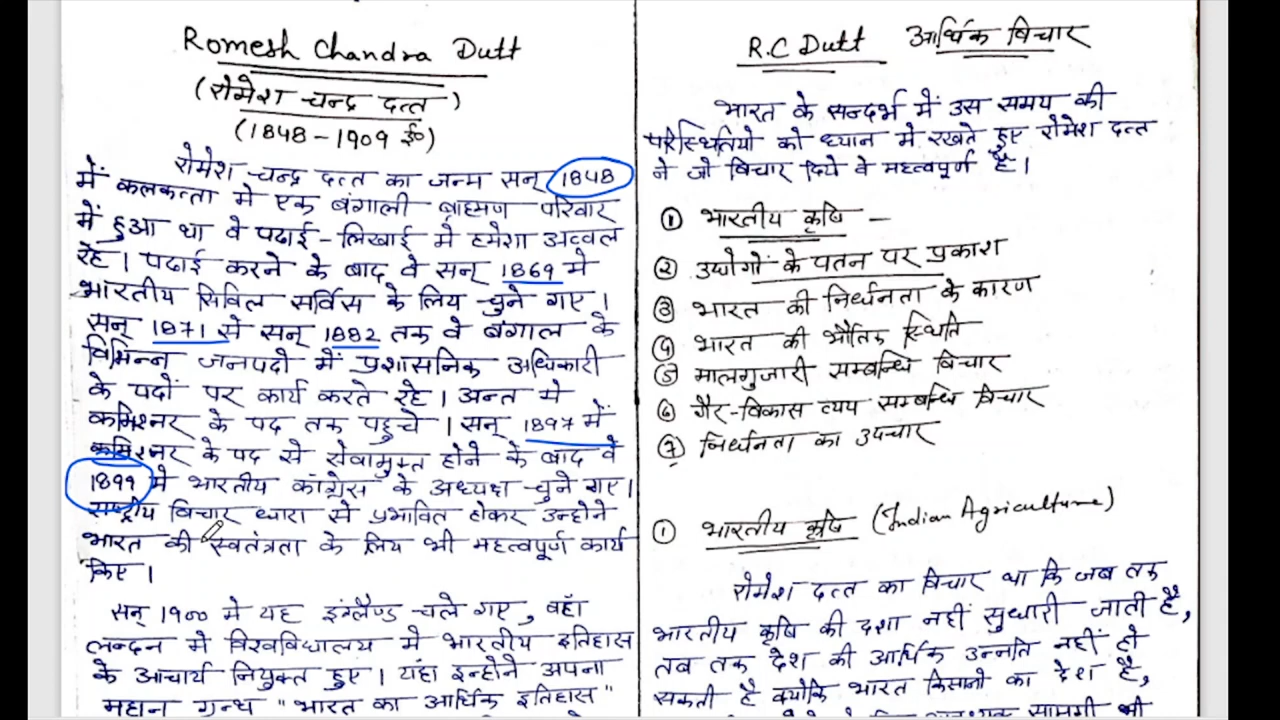 Romesh Chandra Dutt
(रोमेश चन्द्र दत्त)
(1848 - 1909 ई०)
रोमेश चन्द्र दत्त का जन्म सन् 1848
में कलकत्ता मे एक बंगाली ब्राह्मण परिवार
में हुआ था वे पढाई-लिखाई मे हमेशा अव्वल
रहे। पढाई करने के बाद वे सन् 1869 मे
भारतीय सिविल सर्विस के लिय चुने गए।
सन् 1871 से सन् 1882 तक वे बंगाल के
विभिन्न जनपदो में प्रशासनिक अधिकारी
के पदों पर कार्य करते रहे। अन्त मे
कमिश्नर के पद तक पहुचे। सन् 1897 में
कमिश्नर के पद से सेवामुक्त होने के बाद वे
1899 मे भारतीय कांग्रेस के अध्यक्ष चुने गए।
राष्ट्रीय विचार धारा से प्रभावित होकर उन्होने
भारत की स्वतंत्रता के लिय भी महत्वपूर्ण कार्य
किए।
सन् 1900 मे यह इंग्लैण्ड चले गए, वहाँ
लन्दन मे विश्वविद्यालय मे भारतीय इतिहास
के आचार्य नियुक्त हुए। यहां इन्होने अपना
महान ग्रन्थ "भारत का आर्थिक इतिहास"
R.C Dutt आर्थिक विचार
भारत के सन्दर्भ में उस समय की
परिस्थितियो को ध्यान मे रखते हुए रोमेश दत्त
ने जो विचार दिये वे महत्वपूर्ण है।
① भारतीय कृषि –
② उद्योगों के पतन पर प्रकाश
③ भारत की निर्धनता के कारण
④ भारत की भौतिक स्थिति
⑤ मालगुजारी सम्बन्धि विचार
⑥ गैर-विकास व्यय सम्बन्धि विचार
⑦ निर्धनता का उपचार
① भारतीय कृषि (Indian Agriculture)
रोमेश दत्त का विचार था कि जब तक
भारतीय कृषि की दशा नहीं सुधारी जाती है,
तब तक देश की आर्थिक उन्नति नहीं हो
सकती है क्योकि भारत किसानो का देश है,
सामग्री भी